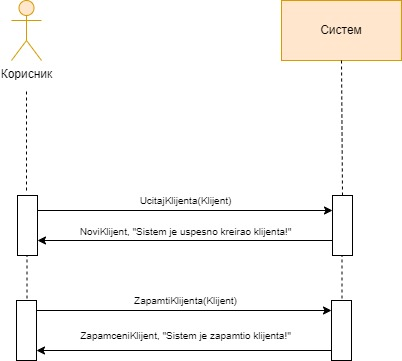 Корисник
Систем
UcitajKlijenta(Klijent)
NoviKlijent, "Sistem je uspesno kreirao klijenta!"
ZapamtiKlijenta(Klijent)
ZapamceniKlijent, "Sistem je zapamtio klijenta!"